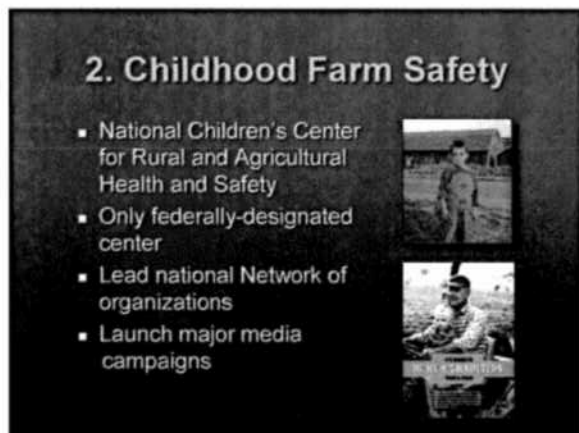 2. Childhood Farm Safety
▪ National Children's Center
for Rural and Agricultural
Health and Safety
▪ Only federally-designated
center
▪ Lead national Network of
organizations
▪ Launch major media
campaigns